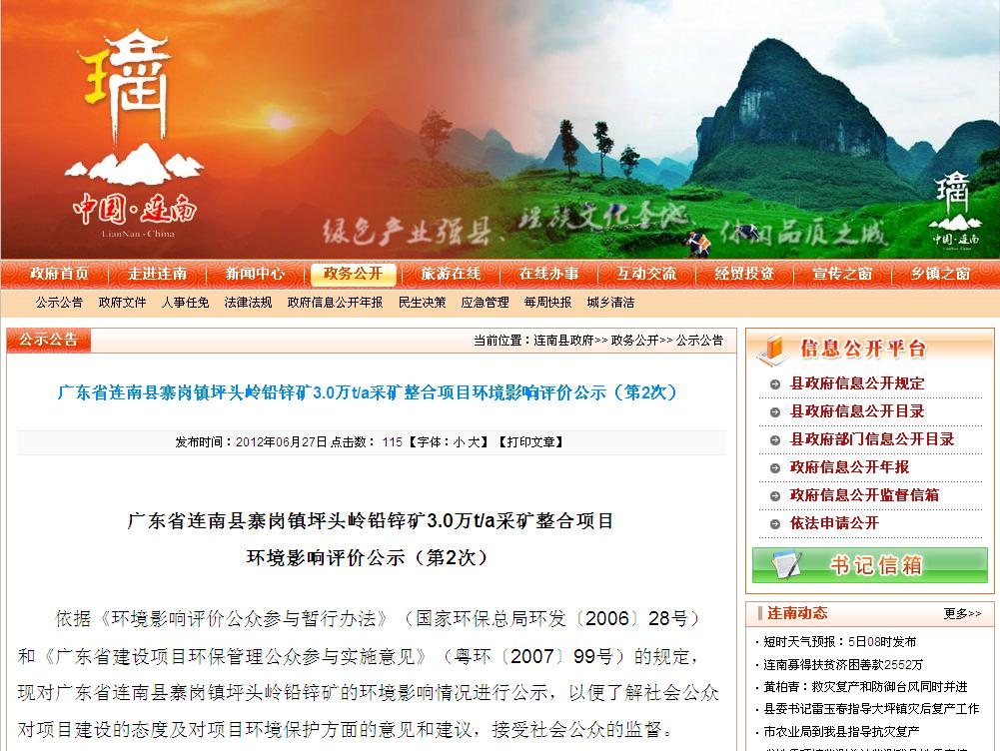 瑶
中国·连南
LianNan·China
绿色产业强县、瑶族文化圣地、休闲品质之城
瑶
中国·连南
政府首页 走进连南 新闻中心 政务公开 旅游在线 在线办事 互动交流 经贸投资 宣传之窗 乡镇之窗
公示公告 政府文件 人事任免 法律法规 政府信息公开年报 民生决策 应急管理 每周快报 城乡清洁
公示公告
当前位置：连南县政府>> 政务公开>> 公示公告
广东省连南县寨岗镇坪头岭铅锌矿3.0万t/a采矿整合项目环境影响评价公示（第2次）
发布时间：2012年06月27日 点击数： 115 【字体：小 大】 【打印文章】
广东省连南县寨岗镇坪头岭铅锌矿3.0万t/a采矿整合项目
环境影响评价公示（第2次）
依据《环境影响评价公众参与暂行办法》（国家环保总局环发〔2006〕28号）
和《广东省建设项目环保管理公众参与实施意见》（粤环〔2007〕99号）的规定，
现对广东省连南县寨岗镇坪头岭铅锌矿的环境影响情况进行公示，以便了解社会公众
对项目建设的态度及对项目环境保护方面的意见和建议，接受社会公众的监督。
信息公开平台
县政府信息公开规定
县政府信息公开目录
县政府部门信息公开目录
政府信息公开年报
政府信息公开监督信箱
依法申请公开
书记信箱
连南动态 更多>>
· 短时天气预报：5日08时发布
· 连南募得扶贫济困善款2552万
· 黄柏青：救灾复产和防御台风同时并进
· 县委书记雷玉春指导大坪镇灾后复产工作
· 市农业局到我县指导抗灾复产